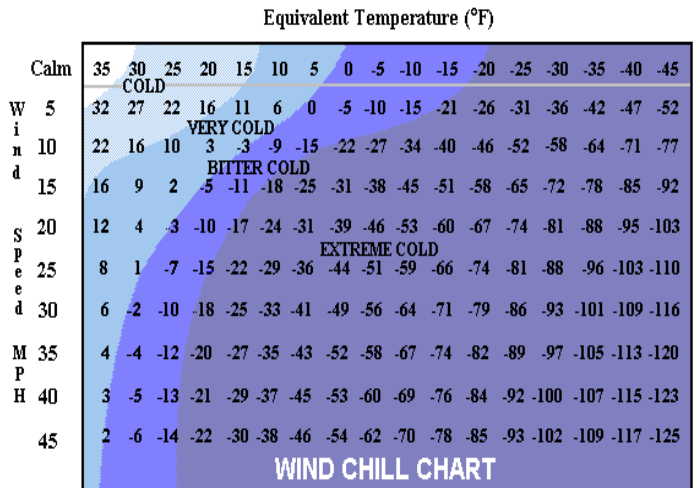 Equivalent Temperature (°F)
Calm 35 30 25 20 15 10 5 0 -5 -10 -15 -20 -25 -30 -35 -40 -45
COLD
5 32 27 22 16 11 6 0 -5 -10 -15 -21 -26 -31 -36 -42 -47 -52
VERY COLD
10 22 16 10 3 -3 -9 -15 -22 -27 -34 -40 -46 -52 -58 -64 -71 -77
BITTER COLD
15 16 9 2 -5 -11 -18 -25 -31 -38 -45 -51 -58 -65 -72 -78 -85 -92
20 12 4 -3 -10 -17 -24 -31 -39 -46 -53 -60 -67 -74 -81 -88 -95 -103
EXTREME COLD
25 8 1 -7 -15 -22 -29 -36 -44 -51 -59 -66 -74 -81 -88 -96 -103 -110
30 6 -2 -10 -18 -25 -33 -41 -49 -56 -64 -71 -79 -86 -93 -101 -109 -116
35 4 -4 -12 -20 -27 -35 -43 -52 -58 -67 -74 -82 -89 -97 -105 -113 -120
40 3 -5 -13 -21 -29 -37 -45 -53 -60 -69 -76 -84 -92 -100 -107 -115 -123
45 2 -6 -14 -22 -30 -38 -46 -54 -62 -70 -78 -85 -93 -102 -109 -117 -125
Wind Speed MPH
WIND CHILL CHART